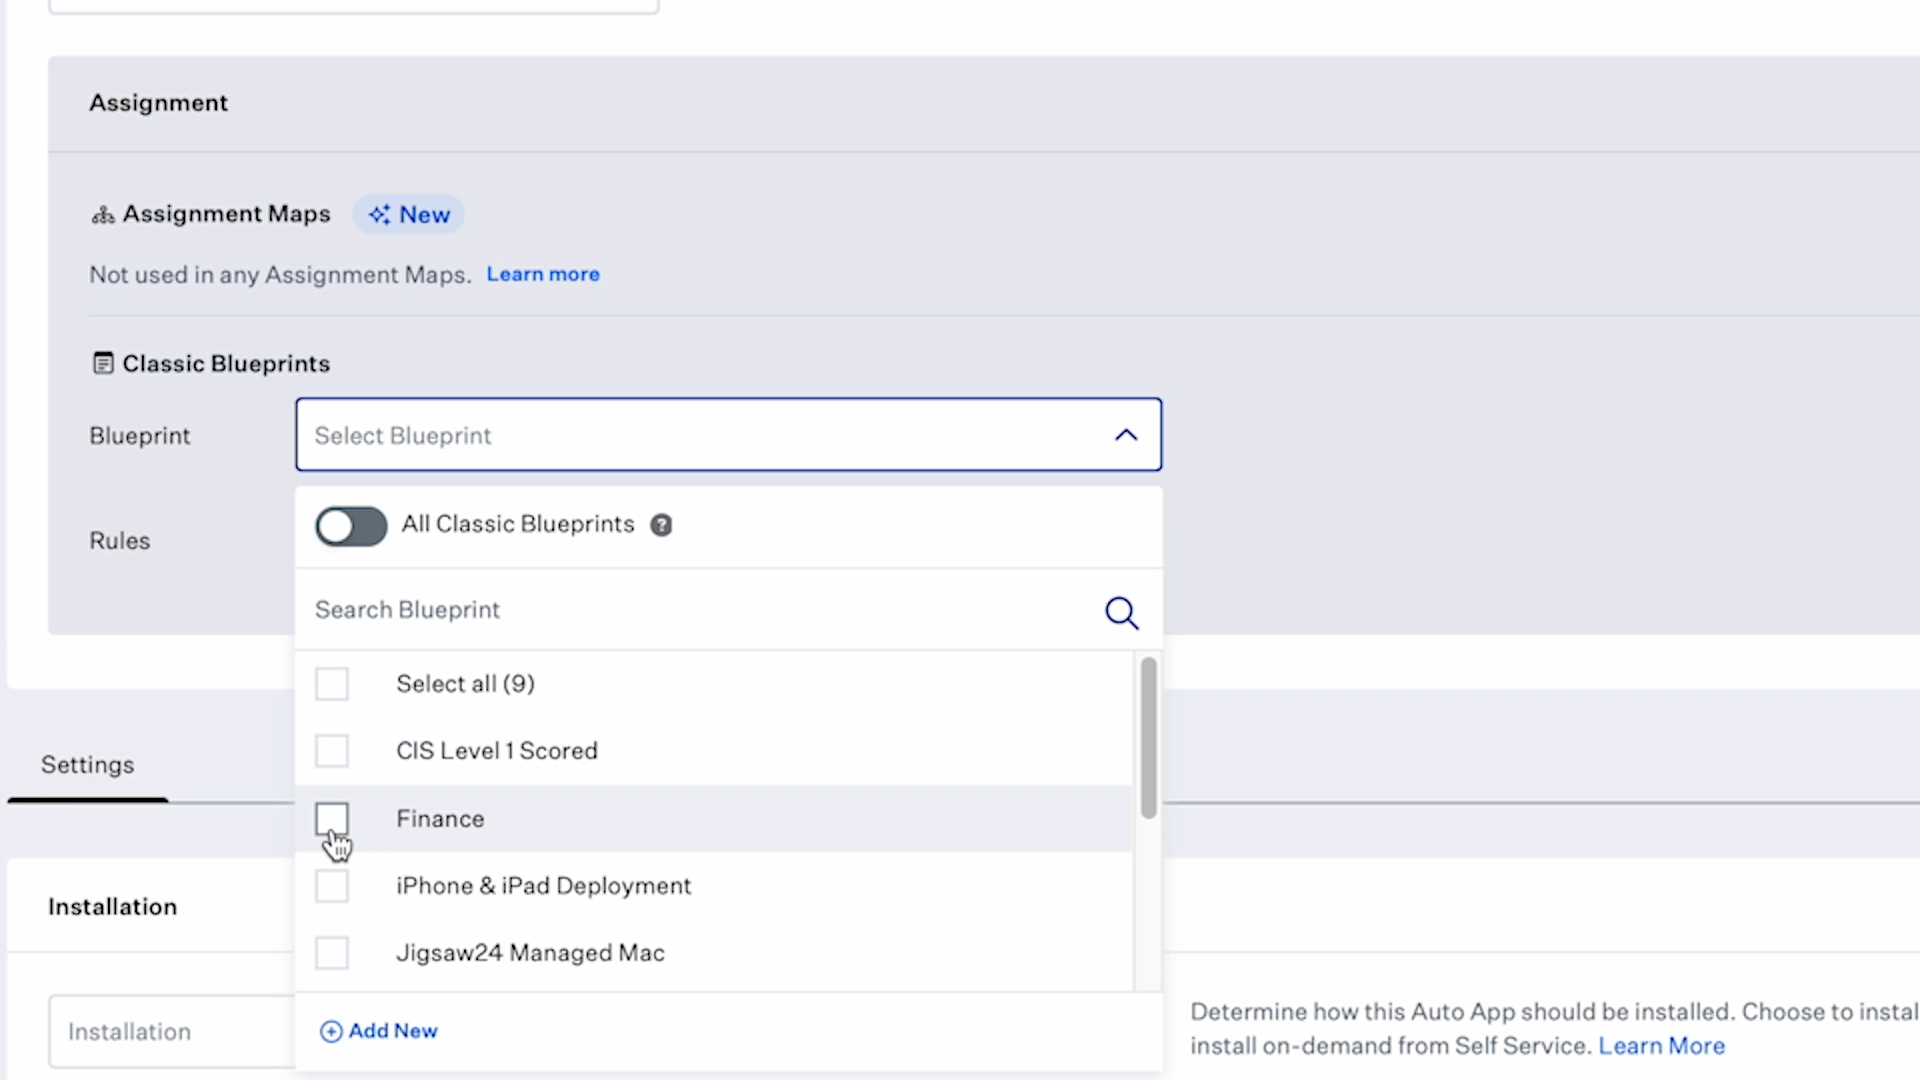 Assignment
Assignment Maps
New
Not used in any Assignment Maps. Learn more
Classic Blueprints
Blueprint
Select Blueprint
All Classic Blueprints
?
Rules
Search Blueprint
Select all (9)
CIS Level 1 Scored
Settings
Finance
iPhone & iPad Deployment
Installation
Jigsaw24 Managed Mac
Installation
Add New
Determine how this Auto App should be installed. Choose to instal
install on-demand from Self Service. Learn More